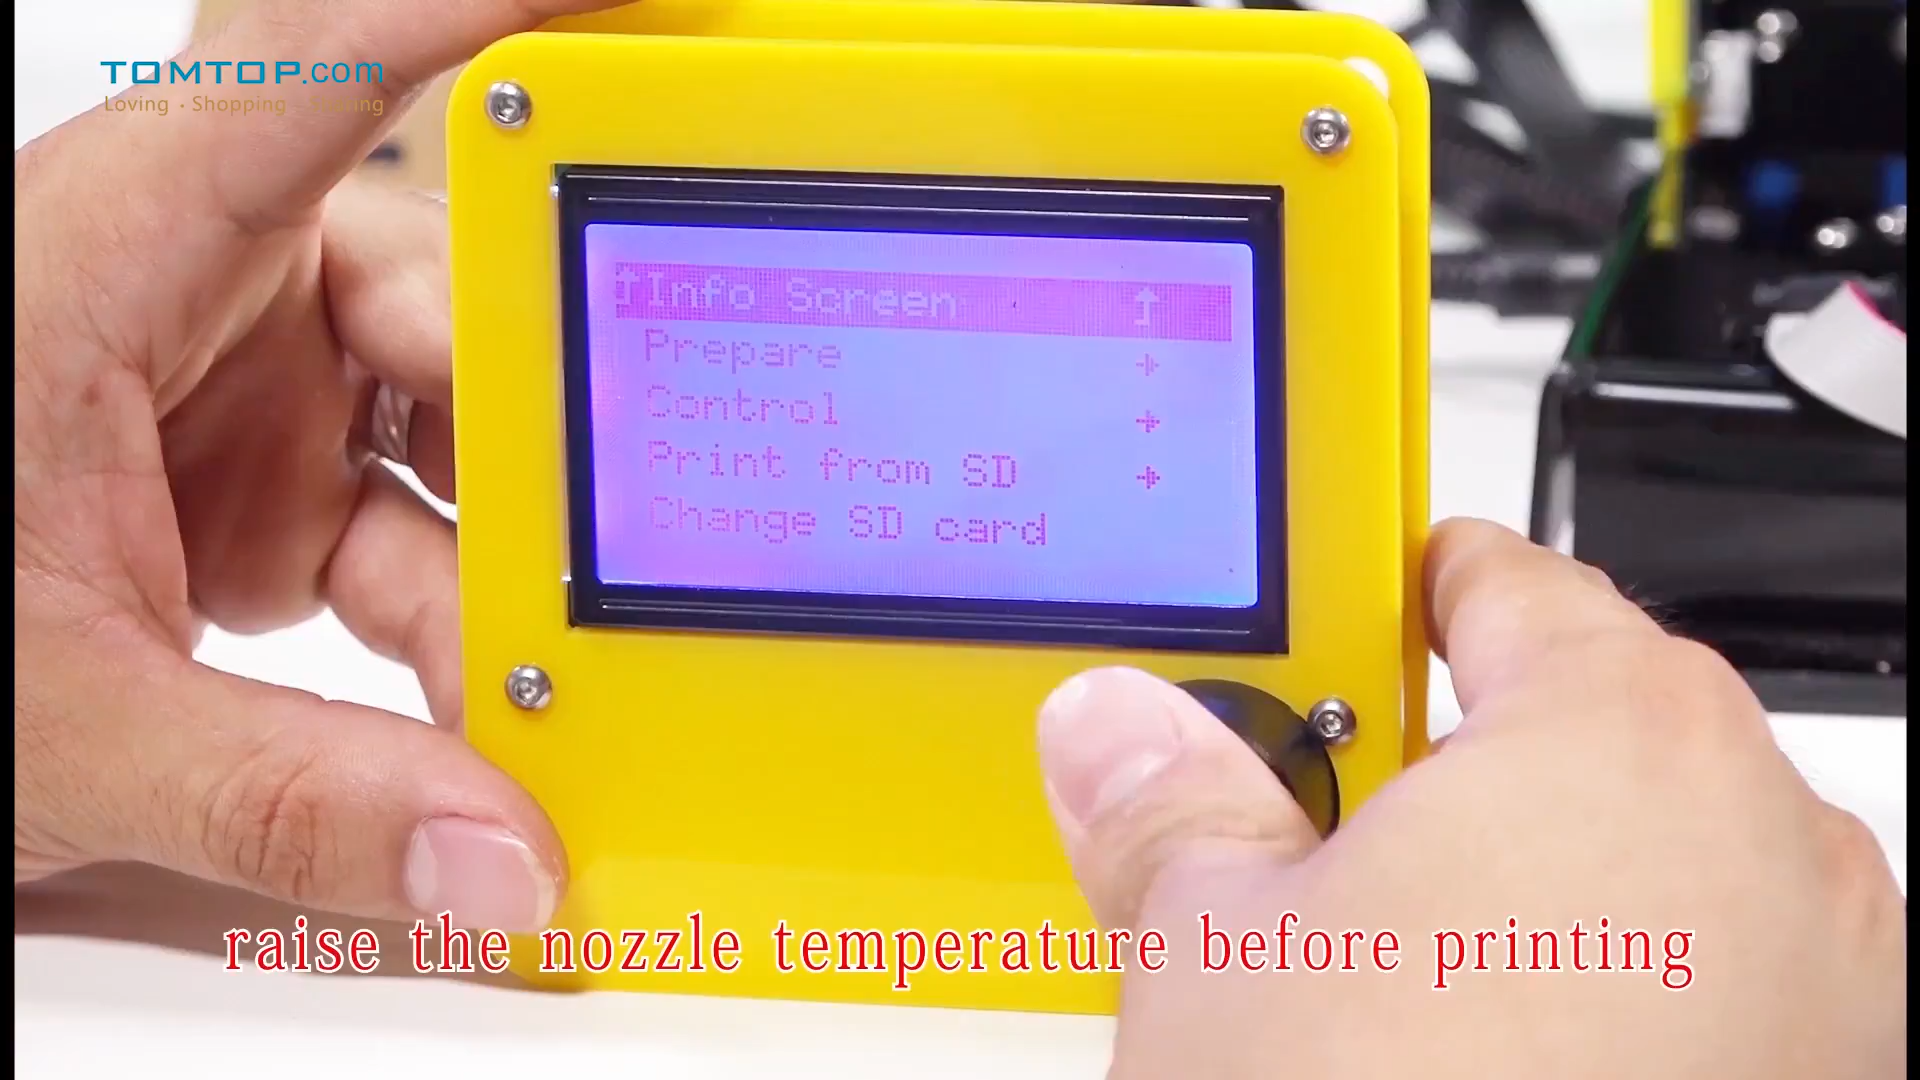 TOMTOP.com
Loving · Shopping · Sharing
Info Screen
Prepare
Control
Print from SD
Change SD card
raise the nozzle temperature before printing